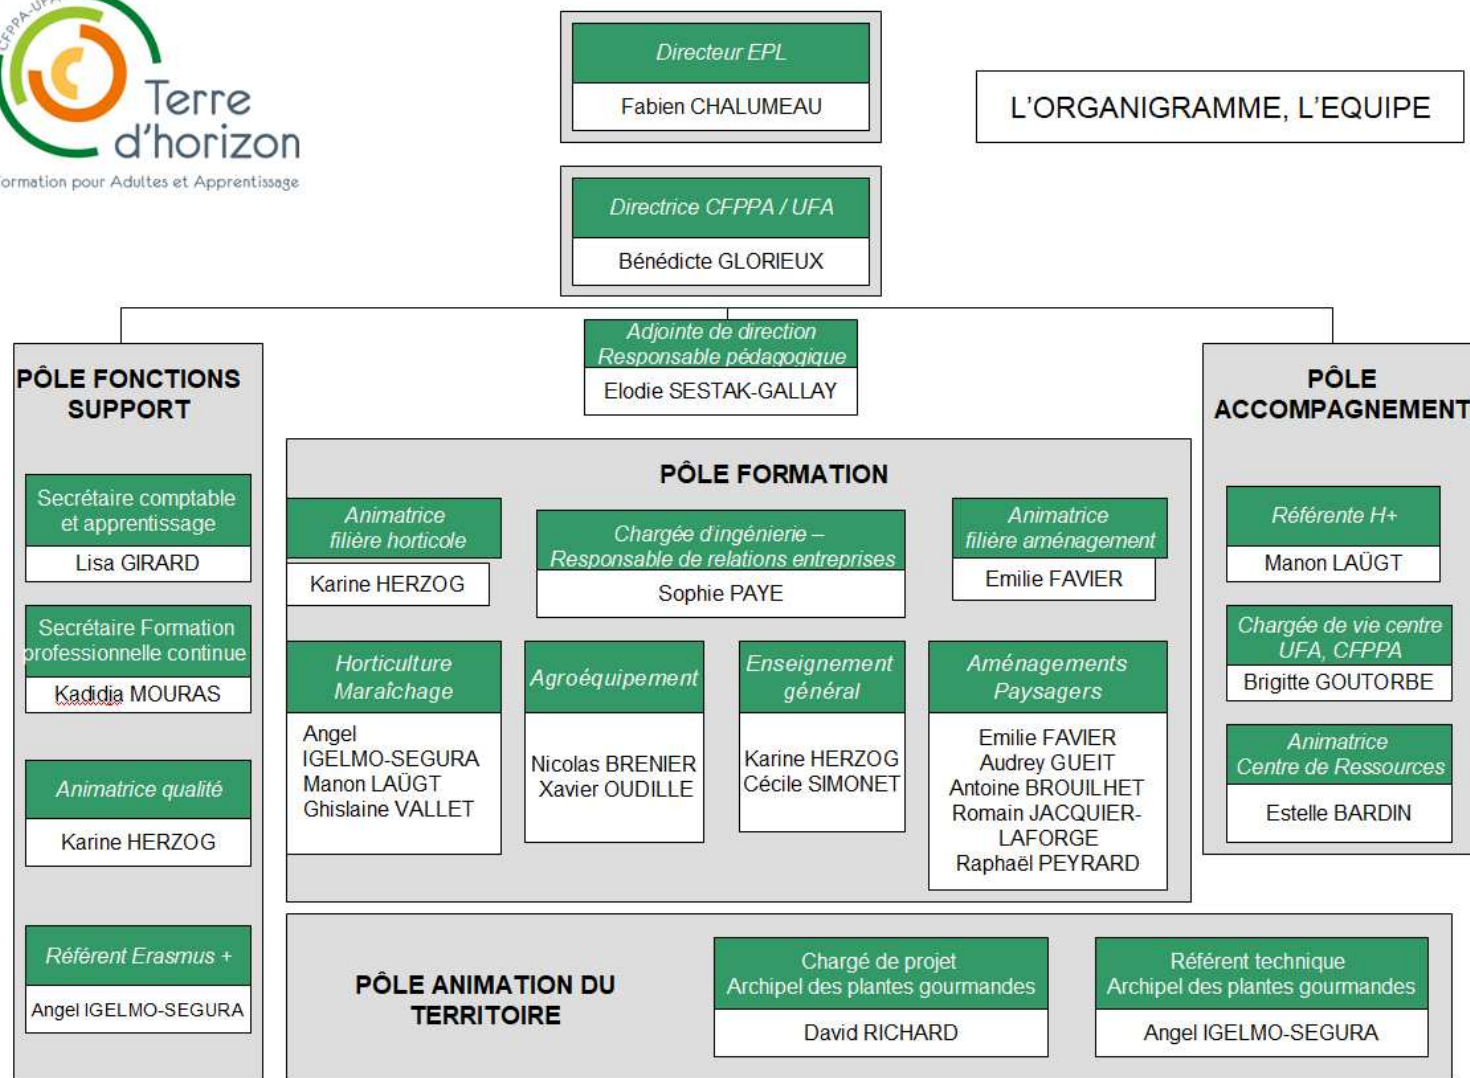 CFPPA-UFA
Terre
d'horizon
Formation pour Adultes et Apprentissage
L'ORGANIGRAMME, L'EQUIPE
Directeur EPL
Fabien CHALUMEAU
Directrice CFPPA / UFA
Bénédicte GLORIEUX
Adjointe de direction
Responsable pédagogique
Elodie SESTAK-GALLAY
PÔLE FONCTIONS
SUPPORT
Secrétaire comptable
et apprentissage
Lisa GIRARD
Secrétaire Formation
professionnelle continue
Kadidja MOURAS
Animatrice qualité
Karine HERZOG
Référent Erasmus +
Angel IGELMO-SEGURA
PÔLE FORMATION
Animatrice
filière horticole
Karine HERZOG
Chargée d'ingénierie –
Responsable de relations entreprises
Sophie PAYE
Animatrice
filière aménagement
Emilie FAVIER
Horticulture
Maraîchage
Angel
IGELMO-SEGURA
Manon LAÜGT
Ghislaine VALLET
Agroéquipement
Nicolas BRENIER
Xavier OUDILLE
Enseignement
général
Karine HERZOG
Cécile SIMONET
Aménagements
Paysagers
Emilie FAVIER
Audrey GUEIT
Antoine BROUILHET
Romain JACQUIER-
LAFORGE
Raphaël PEYRARD
PÔLE
ACCOMPAGNEMENT
Référente H+
Manon LAÜGT
Chargée de vie centre
UFA, CFPPA
Brigitte GOUTORBE
Animatrice
Centre de Ressources
Estelle BARDIN
PÔLE ANIMATION DU
TERRITOIRE
Chargé de projet
Archipel des plantes gourmandes
David RICHARD
Référent technique
Archipel des plantes gourmandes
Angel IGELMO-SEGURA